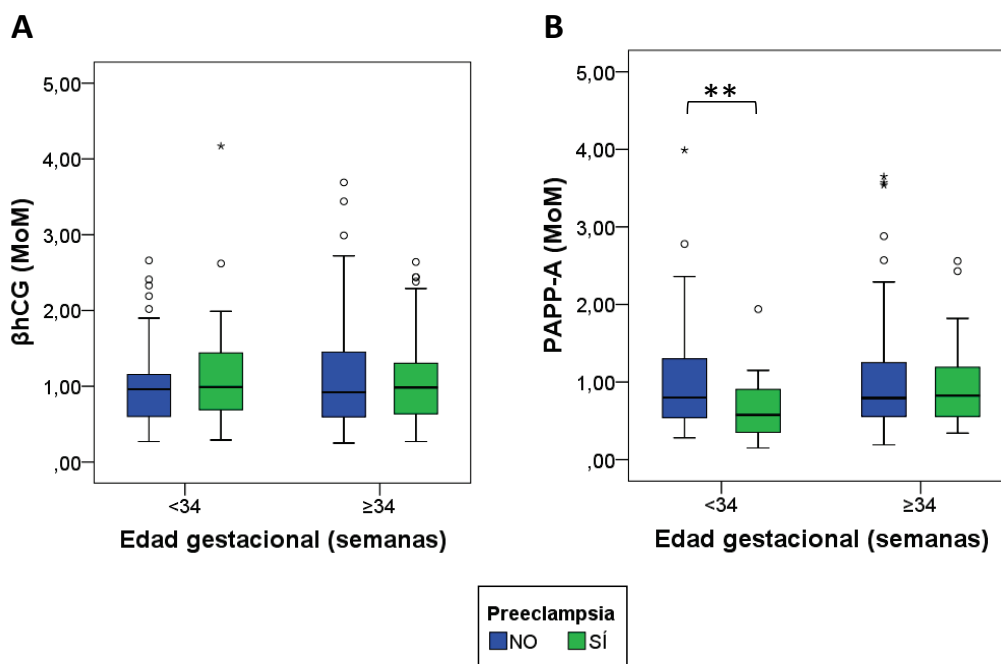 A
βhCG (MoM)
5,00
4,00
3,00
2,00
1,00
,00
<34
≥34
Edad gestacional (semanas)
B
PAPP-A (MoM)
5,00
4,00
3,00
2,00
1,00
,00
**
<34
≥34
Edad gestacional (semanas)
Preeclampsia
NO SÍ